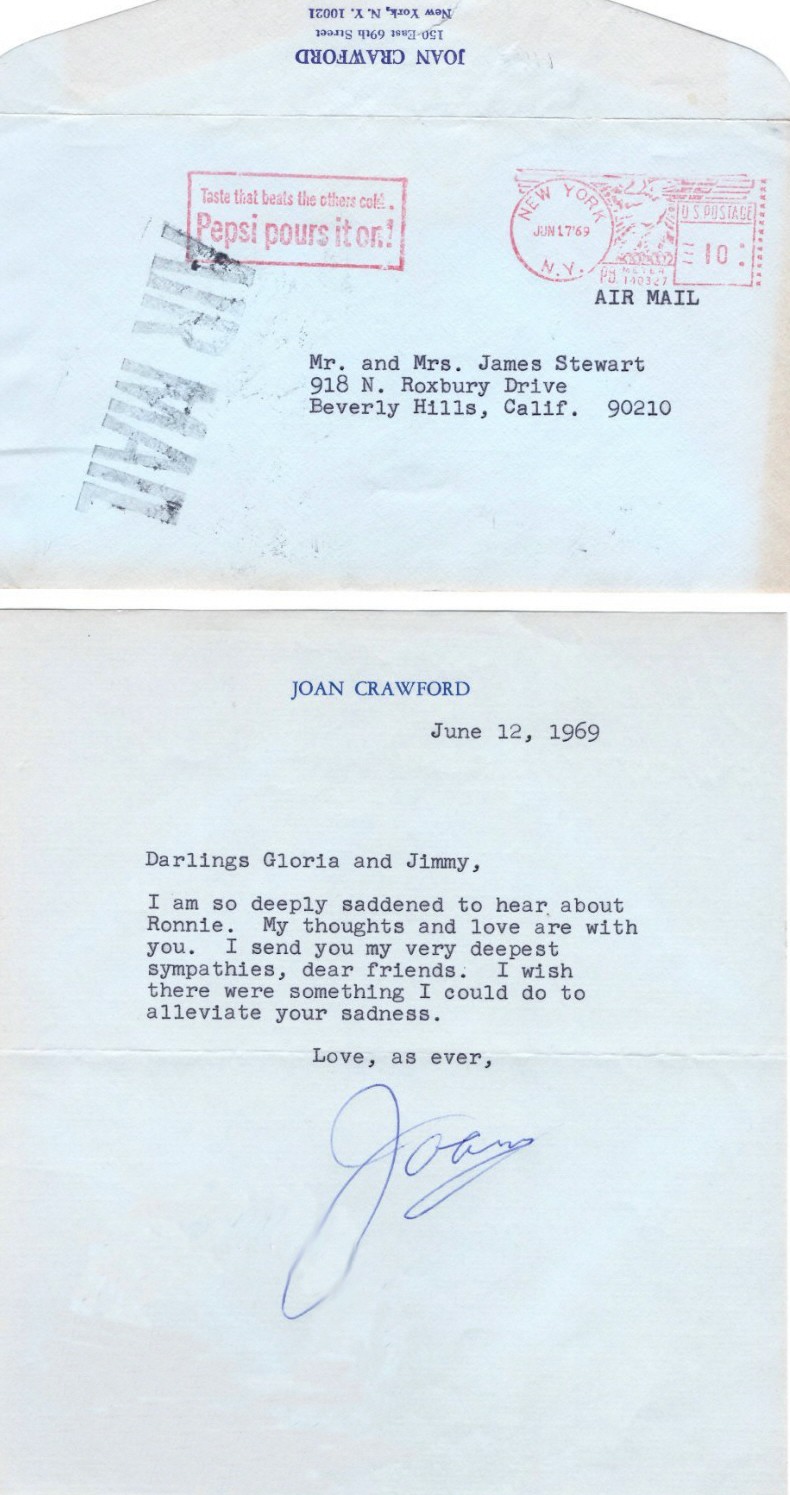 JOAN CRAWFORD
150 East 69th Street
New York, N. Y. 10021
Taste that beats the others cold.
Pepsi pours it on!
NEW YORK
JUN 17'69
N.Y.
U.S. POSTAGE
10
PB METER
140327
AIR MAIL
AIR MAIL
Mr. and Mrs. James Stewart
918 N. Roxbury Drive
Beverly Hills, Calif. 90210
JOAN CRAWFORD
June 12, 1969
Darlings Gloria and Jimmy,
I am so deeply saddened to hear about
Ronnie. My thoughts and love are with
you. I send you my very deepest
sympathies, dear friends. I wish
there were something I could do to
alleviate your sadness.
Love, as ever,
Joan